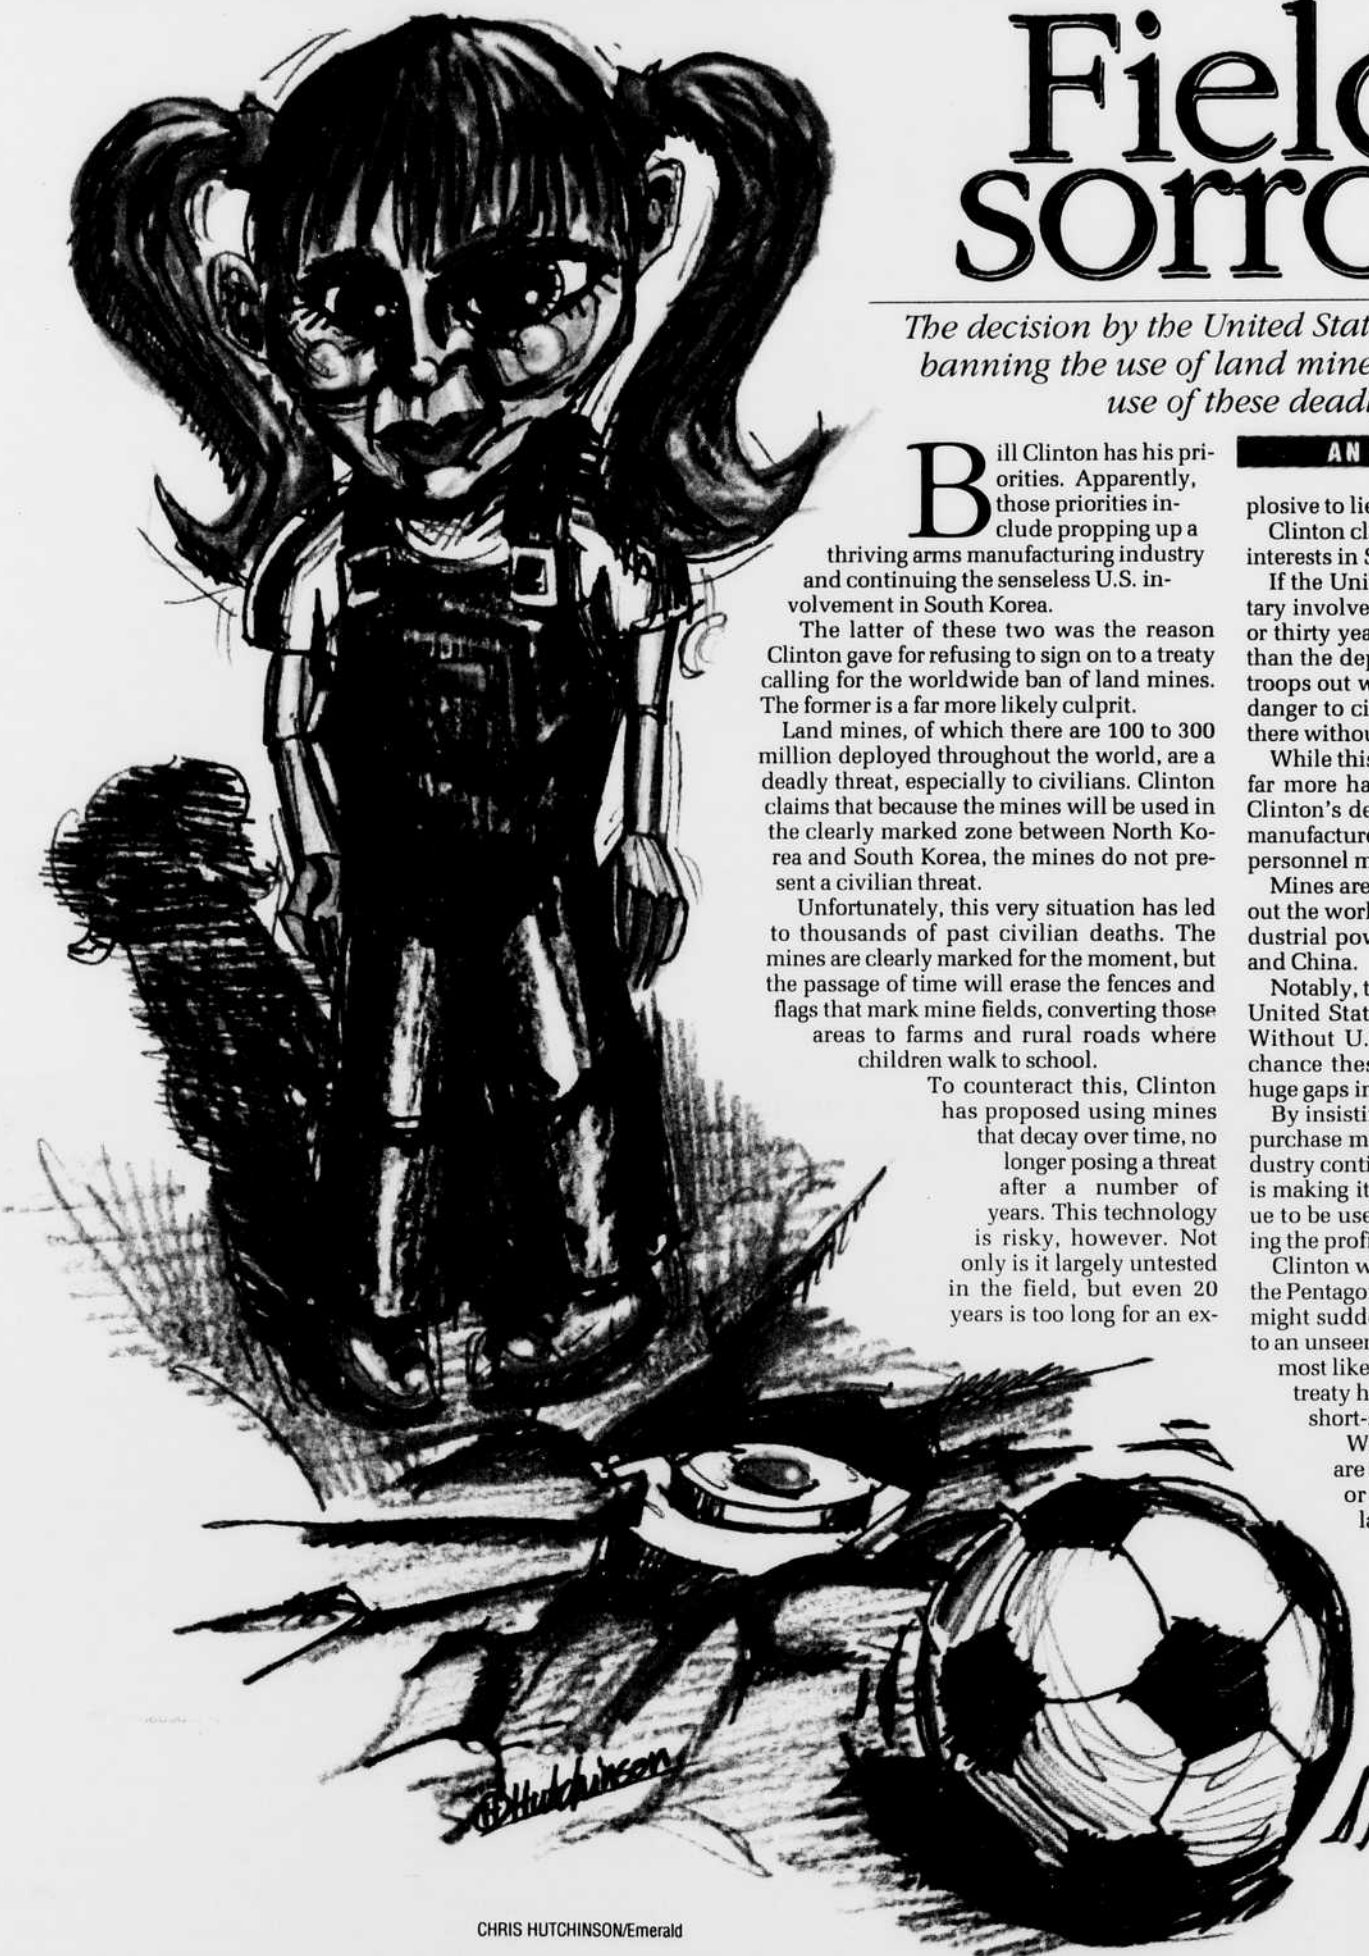 Fiel
sorro
The decision by the United Stat
banning the use of land mine
use of these deadl
Bill Clinton has his pri-
orities. Apparently,
those priorities in-
clude propping up a
thriving arms manufacturing industry
and continuing the senseless U.S. in-
volvement in South Korea.
The latter of these two was the reason
Clinton gave for refusing to sign on to a treaty
calling for the worldwide ban of land mines.
The former is a far more likely culprit.
Land mines, of which there are 100 to 300
million deployed throughout the world, are a
deadly threat, especially to civilians. Clinton
claims that because the mines will be used in
the clearly marked zone between North Ko-
rea and South Korea, the mines do not pre-
sent a civilian threat.
Unfortunately, this very situation has led
to thousands of past civilian deaths. The
mines are clearly marked for the moment, but
the passage of time will erase the fences and
flags that mark mine fields, converting those
areas to farms and rural roads where
children walk to school.
To counteract this, Clinton
has proposed using mines
that decay over time, no
longer posing a threat
after a number of
years. This technology
is risky, however. Not
only is it largely untested
in the field, but even 20
years is too long for an ex-
AN
plosive to lie
Clinton cl
interests in S
If the Uni
tary involve
or thirty yea
than the dep
troops out w
danger to ci
there withou
While this
far more ha
Clinton's de
manufacture
personnel m
Mines are
out the worl
dustrial pow
and China.
Notably, t
United Stat
Without U.
chance thes
huge gaps in
By insisti
purchase m
dustry conti
is making it
ue to be use
ing the profi
Clinton w
the Pentago
might sudde
to an unseen
most like
treaty h
short-
W
are
or
la
Hutchinson
CHRIS HUTCHINSON/Emerald